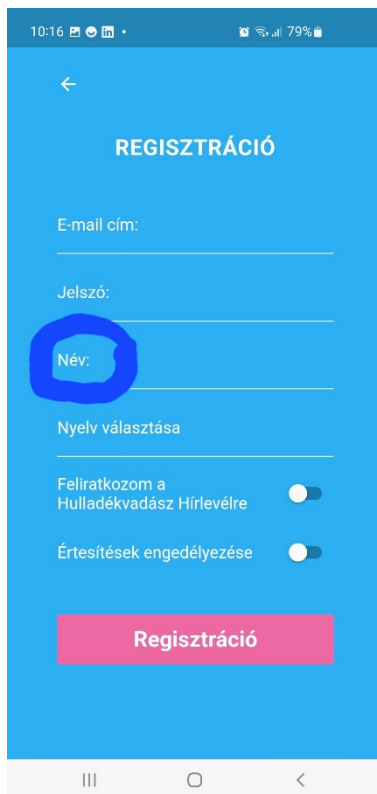 10:16 79%
REGISZTRÁCIÓ
E-mail cím:
Jelszó:
Név:
Nyelv választása
Feliratkozom a
Hulladékvadász Hírlevélre
Értesítések engedélyezése
Regisztráció